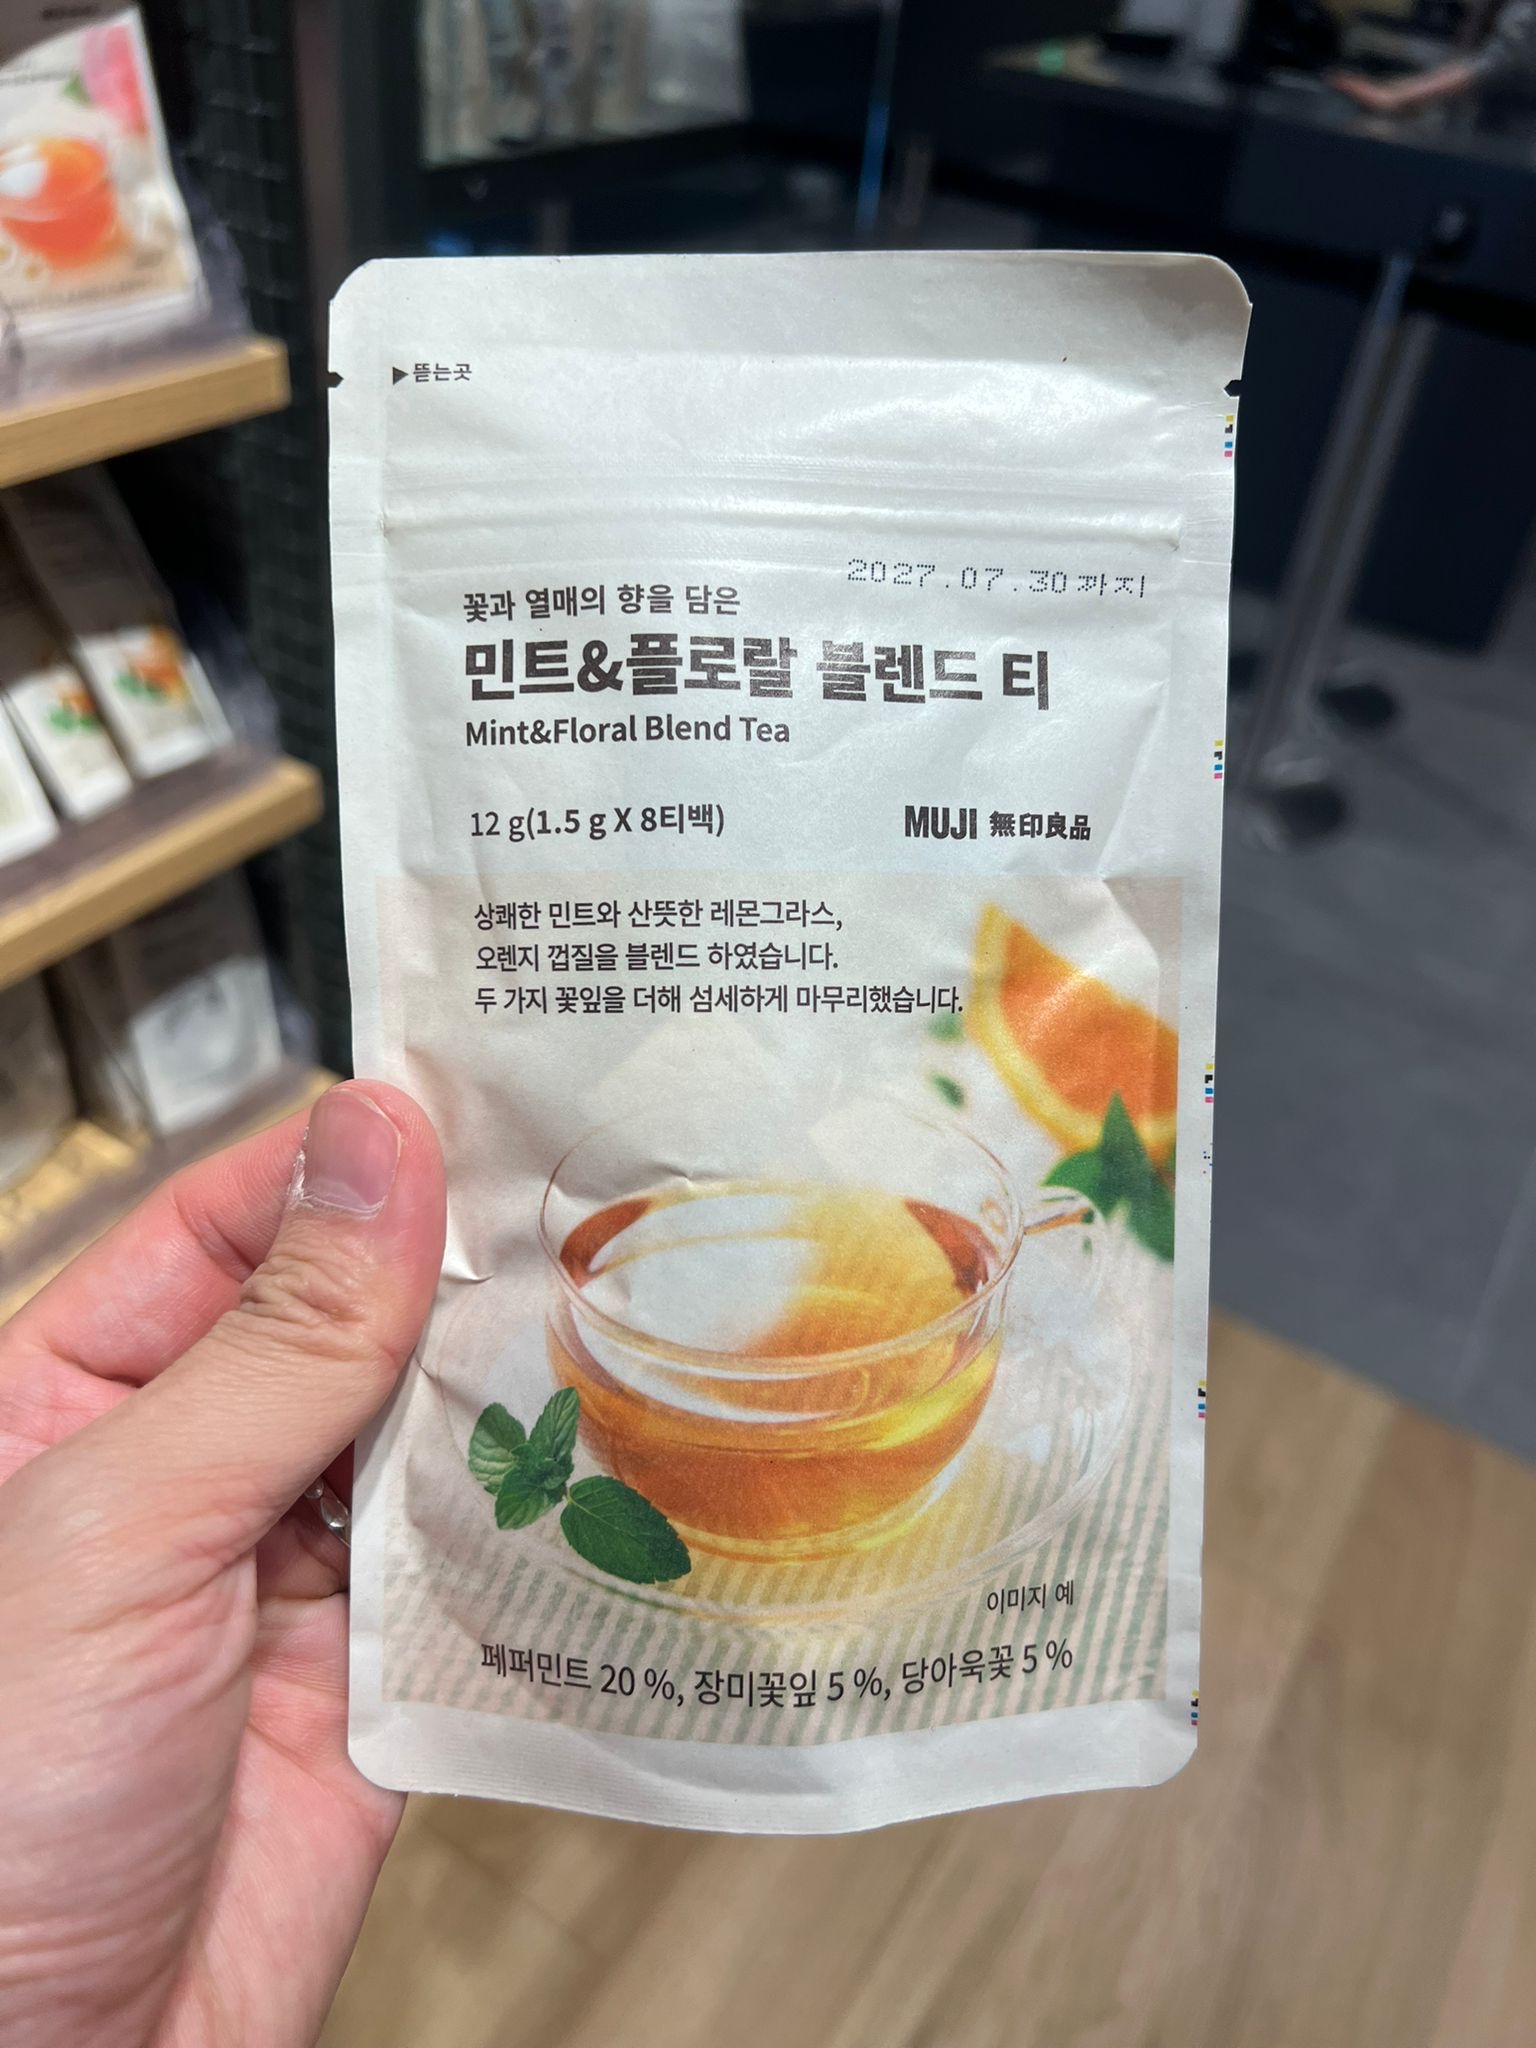 ▶뜯는곳
2027.07.30까지
꽃과 열매의 향을 담은
민트&플로랄 블렌드 티
Mint&Floral Blend Tea
12 g(1.5 g X 8티백)
MUJI 無印良品
상쾌한 민트와 산뜻한 레몬그라스,
오렌지 껍질을 블렌드 하였습니다.
두 가지 꽃잎을 더해 섬세하게 마무리했습니다.
이미지 예
페퍼민트 20 %, 장미꽃잎 5 %, 당아욱꽃 5 %